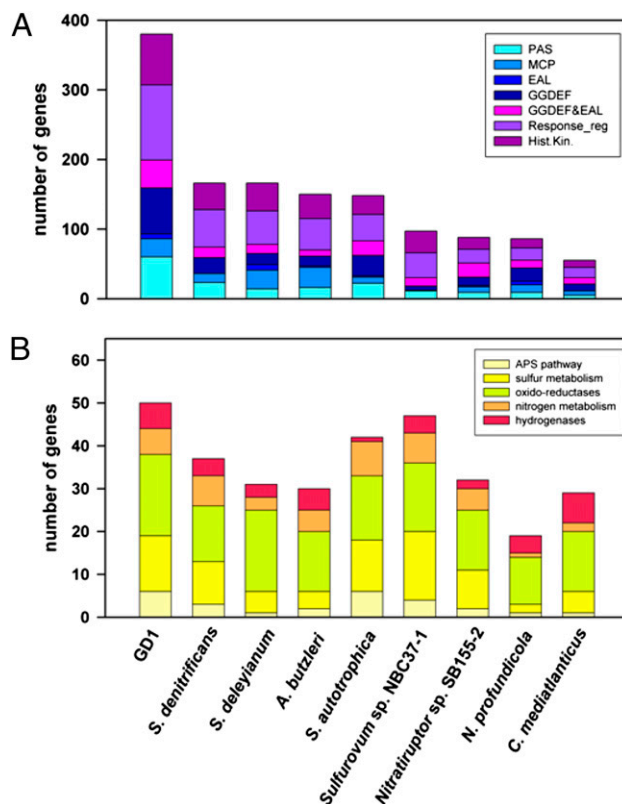 A
number of genes
400
300
200
100
0
PAS
MCP
EAL
GGDEF
GGDEF&EAL
Response_reg
Hist.Kin.
B
number of genes
60
50
40
30
20
10
0
APS pathway
sulfur metabolism
oxido-reductases
nitrogen metabolism
hydrogenases
GD1
S. denitrificans
S. deleyianum
A. butzleri
S. autotrophica
Sulfurovum sp. NBC37-1
Nitratiruptor sp. SB155-2
N. profundicola
C. mediatlanticus